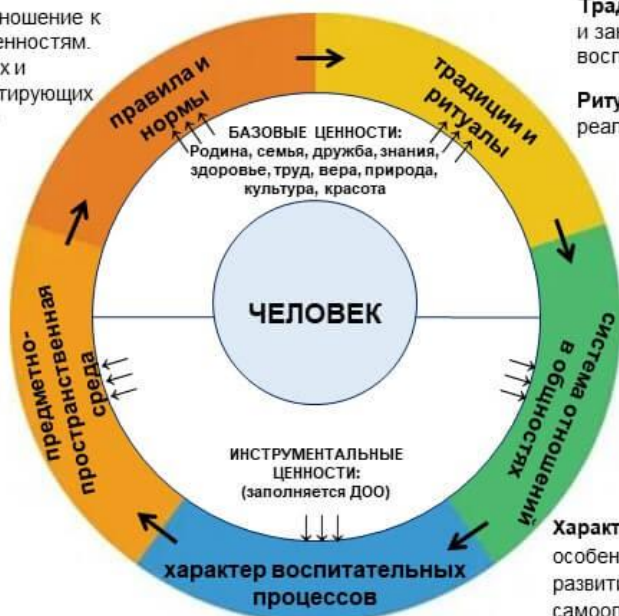 ношение к
енностям.
х и
тирующих
Трад
и зак
восп
Риту
реал
правила и
нормы
традиции и
ритуалы
БАЗОВЫЕ ЦЕННОСТИ:
Родина, семья, дружба, знания,
здоровье, труд, вера, природа,
культура, красота
ЧЕЛОВЕК
предметно-
пространственная
среда
система отношений
в общностях
ИНСТРУМЕНТАЛЬНЫЕ
ЦЕННОСТИ:
(заполняется ДОО)
характер воспитательных
процессов
Характ
особен
развити
самоопр